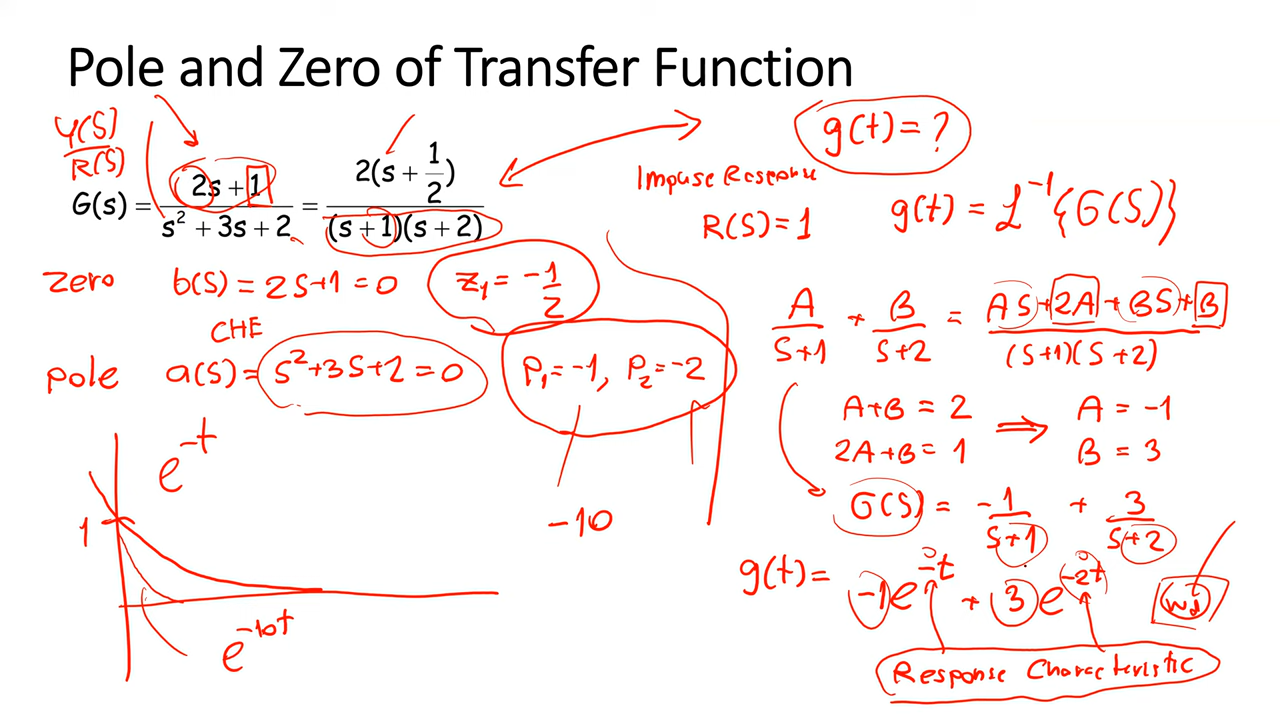 Pole and Zero of Transfer Function
Y(S)
R(S)
G(s) = (2s + 1)/(s² + 3s + 2) = 2(s + 1/2)/((s + 1)(s + 2))
g(t) = ?
Impuse Response
R(S) = 1
g(t) = ℒ⁻¹{G(S)}
zero b(S) = 2S+1 = 0 z₁ = -1/2
CHE
pole a(S) = S²+3S+2 = 0 P₁ = -1, P₂ = -2
A/(S+1) + B/(S+2) = (AS+2A+BS+B)/((S+1)(S+2))
A+B = 2 ⇒ A = -1
2A+B = 1 B = 3
e^-t
1
-10
e^-10t
G(S) = -1/(S+1) + 3/(S+2)
g(t) = -1e^-t + 3e^-2t
Response Characteristic